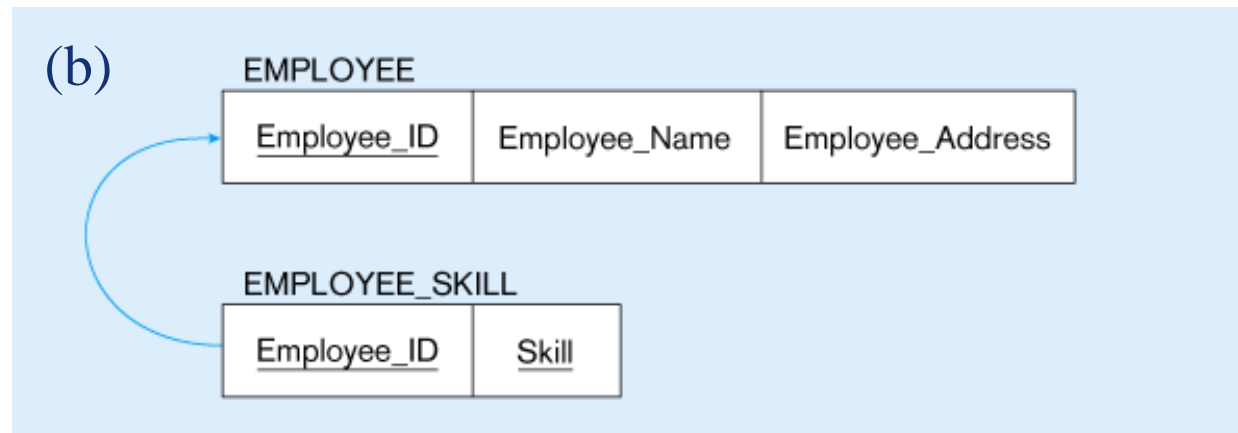 (b)
EMPLOYEE
Employee_ID Employee_Name Employee_Address
EMPLOYEE_SKILL
Employee_ID Skill